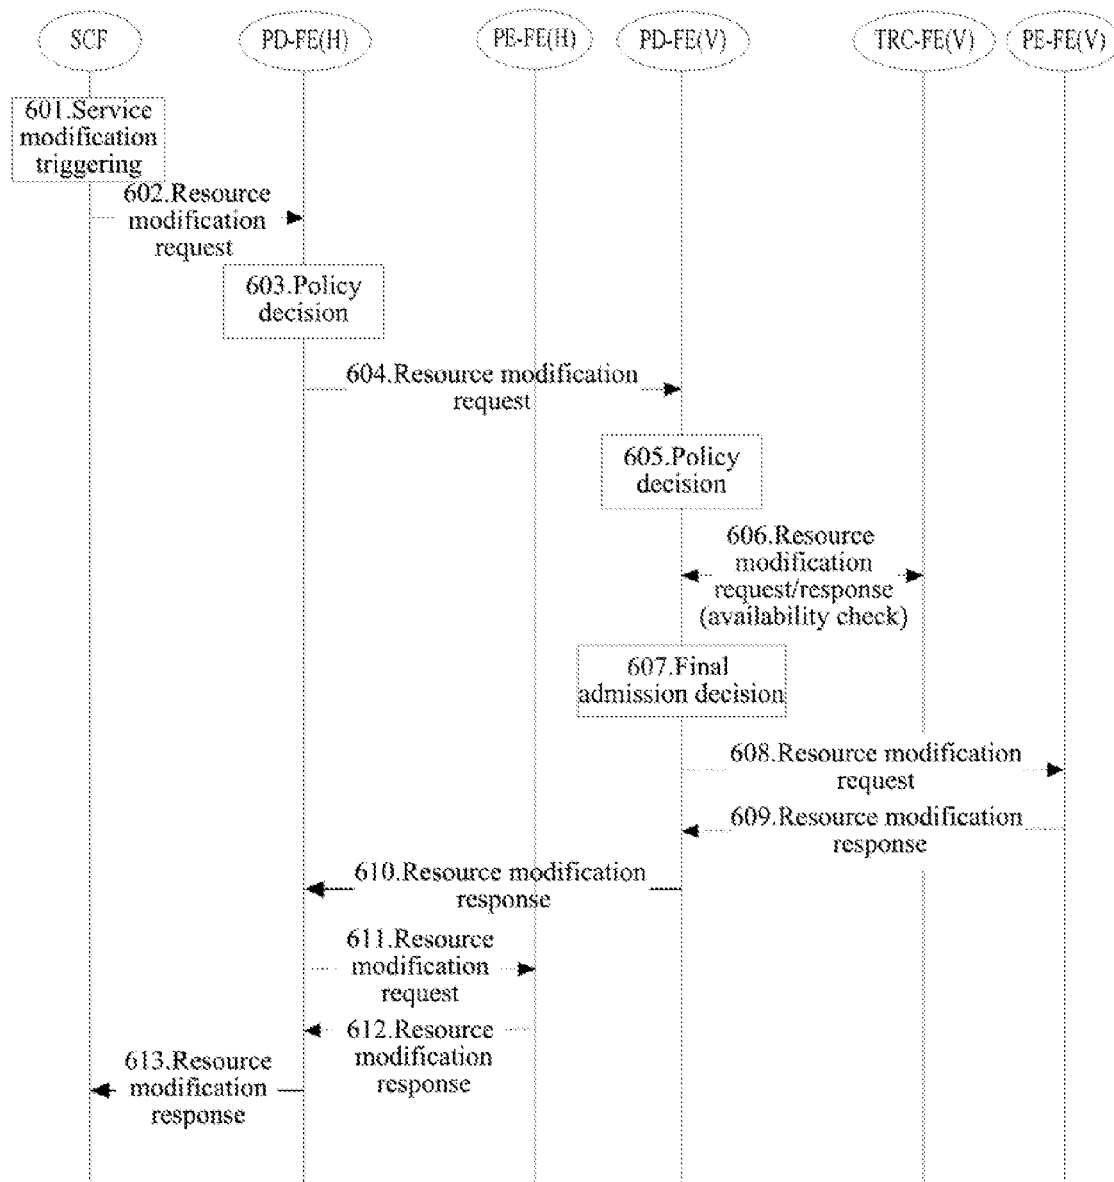 SCF
PD-FE(H)
PE-FE(H)
PD-FE(V)
TRC-FE(V)
PE-FE(V)
601.Service
modification
triggering
602.Resource
modification
request
603.Policy
decision
604.Resource modification
request
605.Policy
decision
606.Resource
modification
request/response
(availability check)
607.Final
admission decision
608.Resource modification
request
609.Resource modification
response
610.Resource modification
response
611.Resource
modification
request
612.Resource
modification
response
613.Resource
modification
response